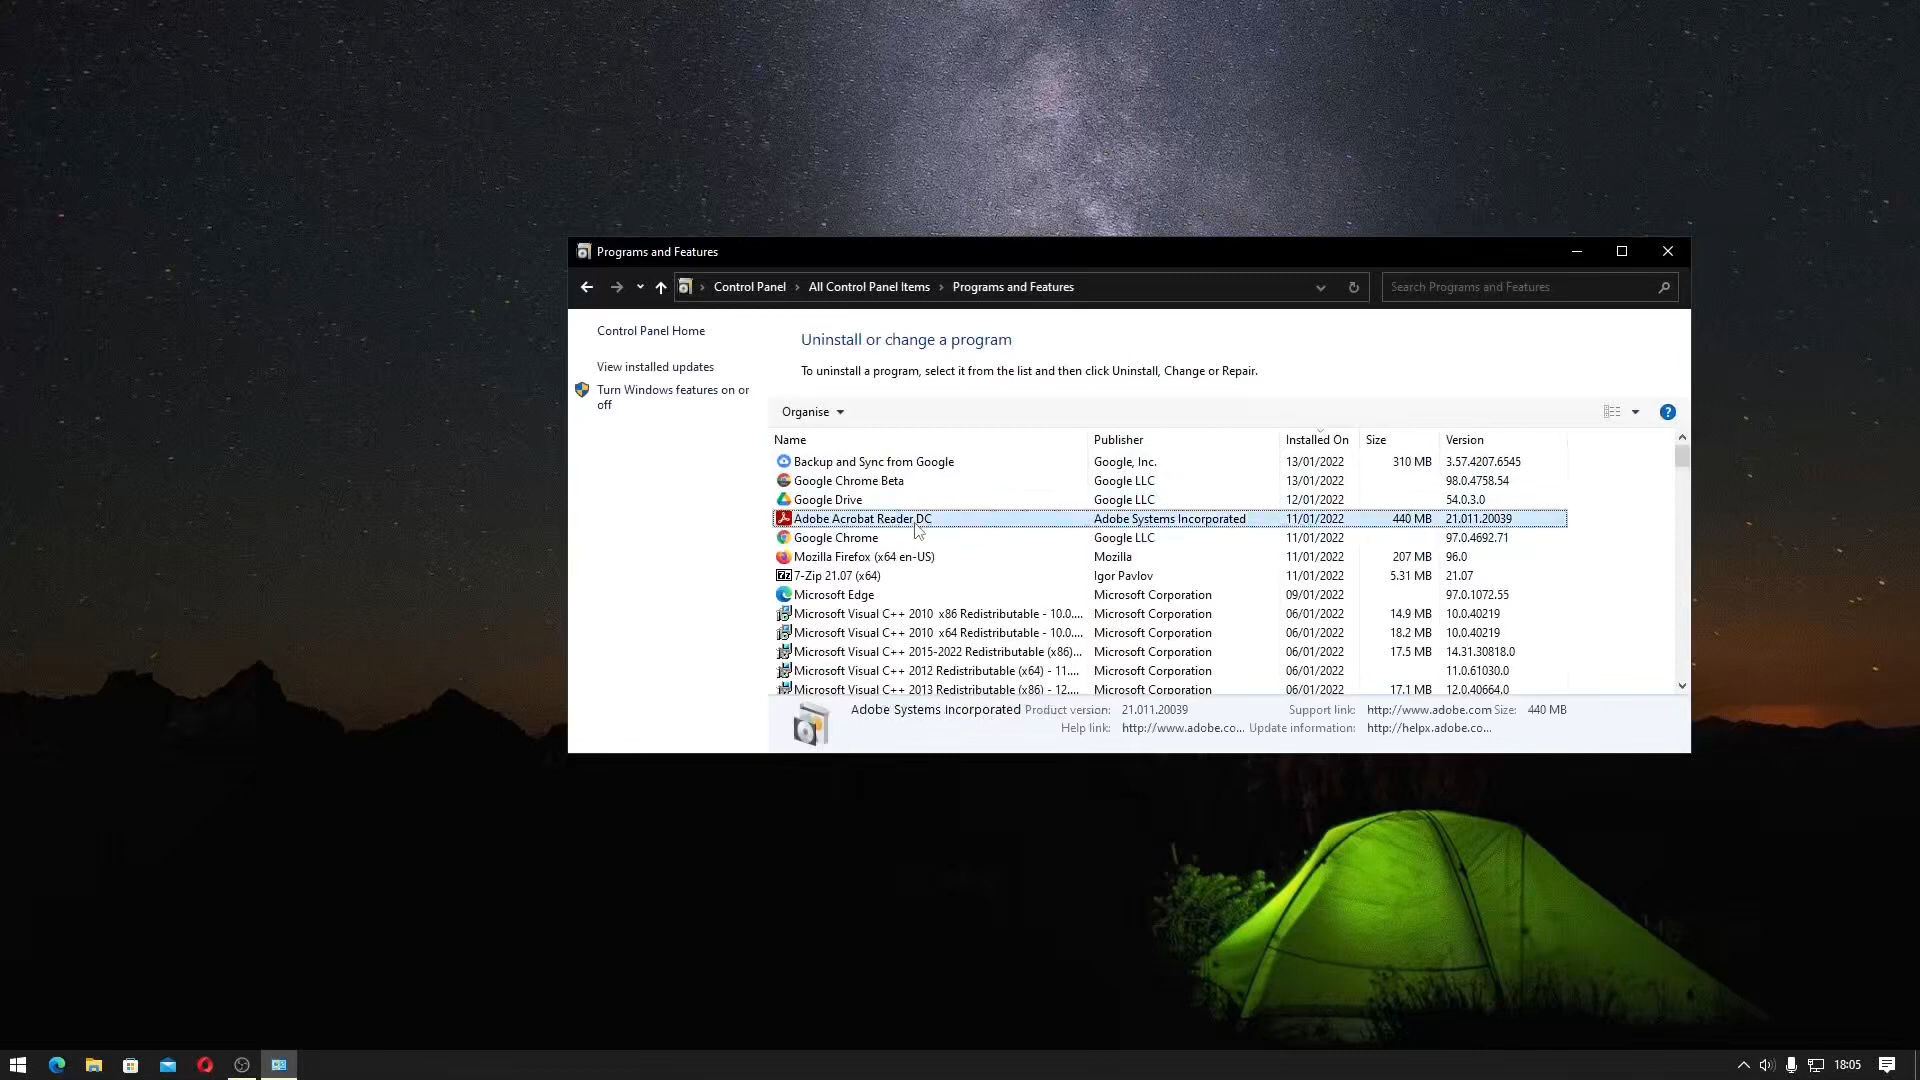 Programs and Features
Control Panel > All Control Panel Items > Programs and Features
Search Programs and Features
Control Panel Home
View installed updates
Turn Windows features on or
off
Uninstall or change a program
To uninstall a program, select it from the list and then click Uninstall, Change or Repair.
Organise
Name Publisher Installed On Size Version
Backup and Sync from Google Google, Inc. 13/01/2022 310 MB 3.57.4207.6545
Google Chrome Beta Google LLC 13/01/2022 98.0.4758.54
Google Drive Google LLC 12/01/2022 54.0.3.0
Adobe Acrobat Reader DC Adobe Systems Incorporated 11/01/2022 440 MB 21.011.20039
Google Chrome Google LLC 11/01/2022 97.0.4692.71
Mozilla Firefox (x64 en-US) Mozilla 11/01/2022 207 MB 96.0
7z 7-Zip 21.07 (x64) Igor Pavlov 11/01/2022 5.31 MB 21.07
Microsoft Edge Microsoft Corporation 09/01/2022 97.0.1072.55
Microsoft Visual C++ 2010 x86 Redistributable - 10.0.... Microsoft Corporation 06/01/2022 14.9 MB 10.0.40219
Microsoft Visual C++ 2010 x64 Redistributable - 10.0.... Microsoft Corporation 06/01/2022 18.2 MB 10.0.40219
Microsoft Visual C++ 2015-2022 Redistributable (x86)... Microsoft Corporation 06/01/2022 17.5 MB 14.31.30818.0
Microsoft Visual C++ 2012 Redistributable (x64) - 11.... Microsoft Corporation 06/01/2022 11.0.61030.0
Microsoft Visual C++ 2013 Redistributable (x86) - 12.... Microsoft Corporation 06/01/2022 17.1 MB 12.0.40664.0
Adobe Systems Incorporated Product version: 21.011.20039 Support link: http://www.adobe.com Size: 440 MB
Help link: http://www.adobe.co... Update information: http://helpx.adobe.co...
18:05